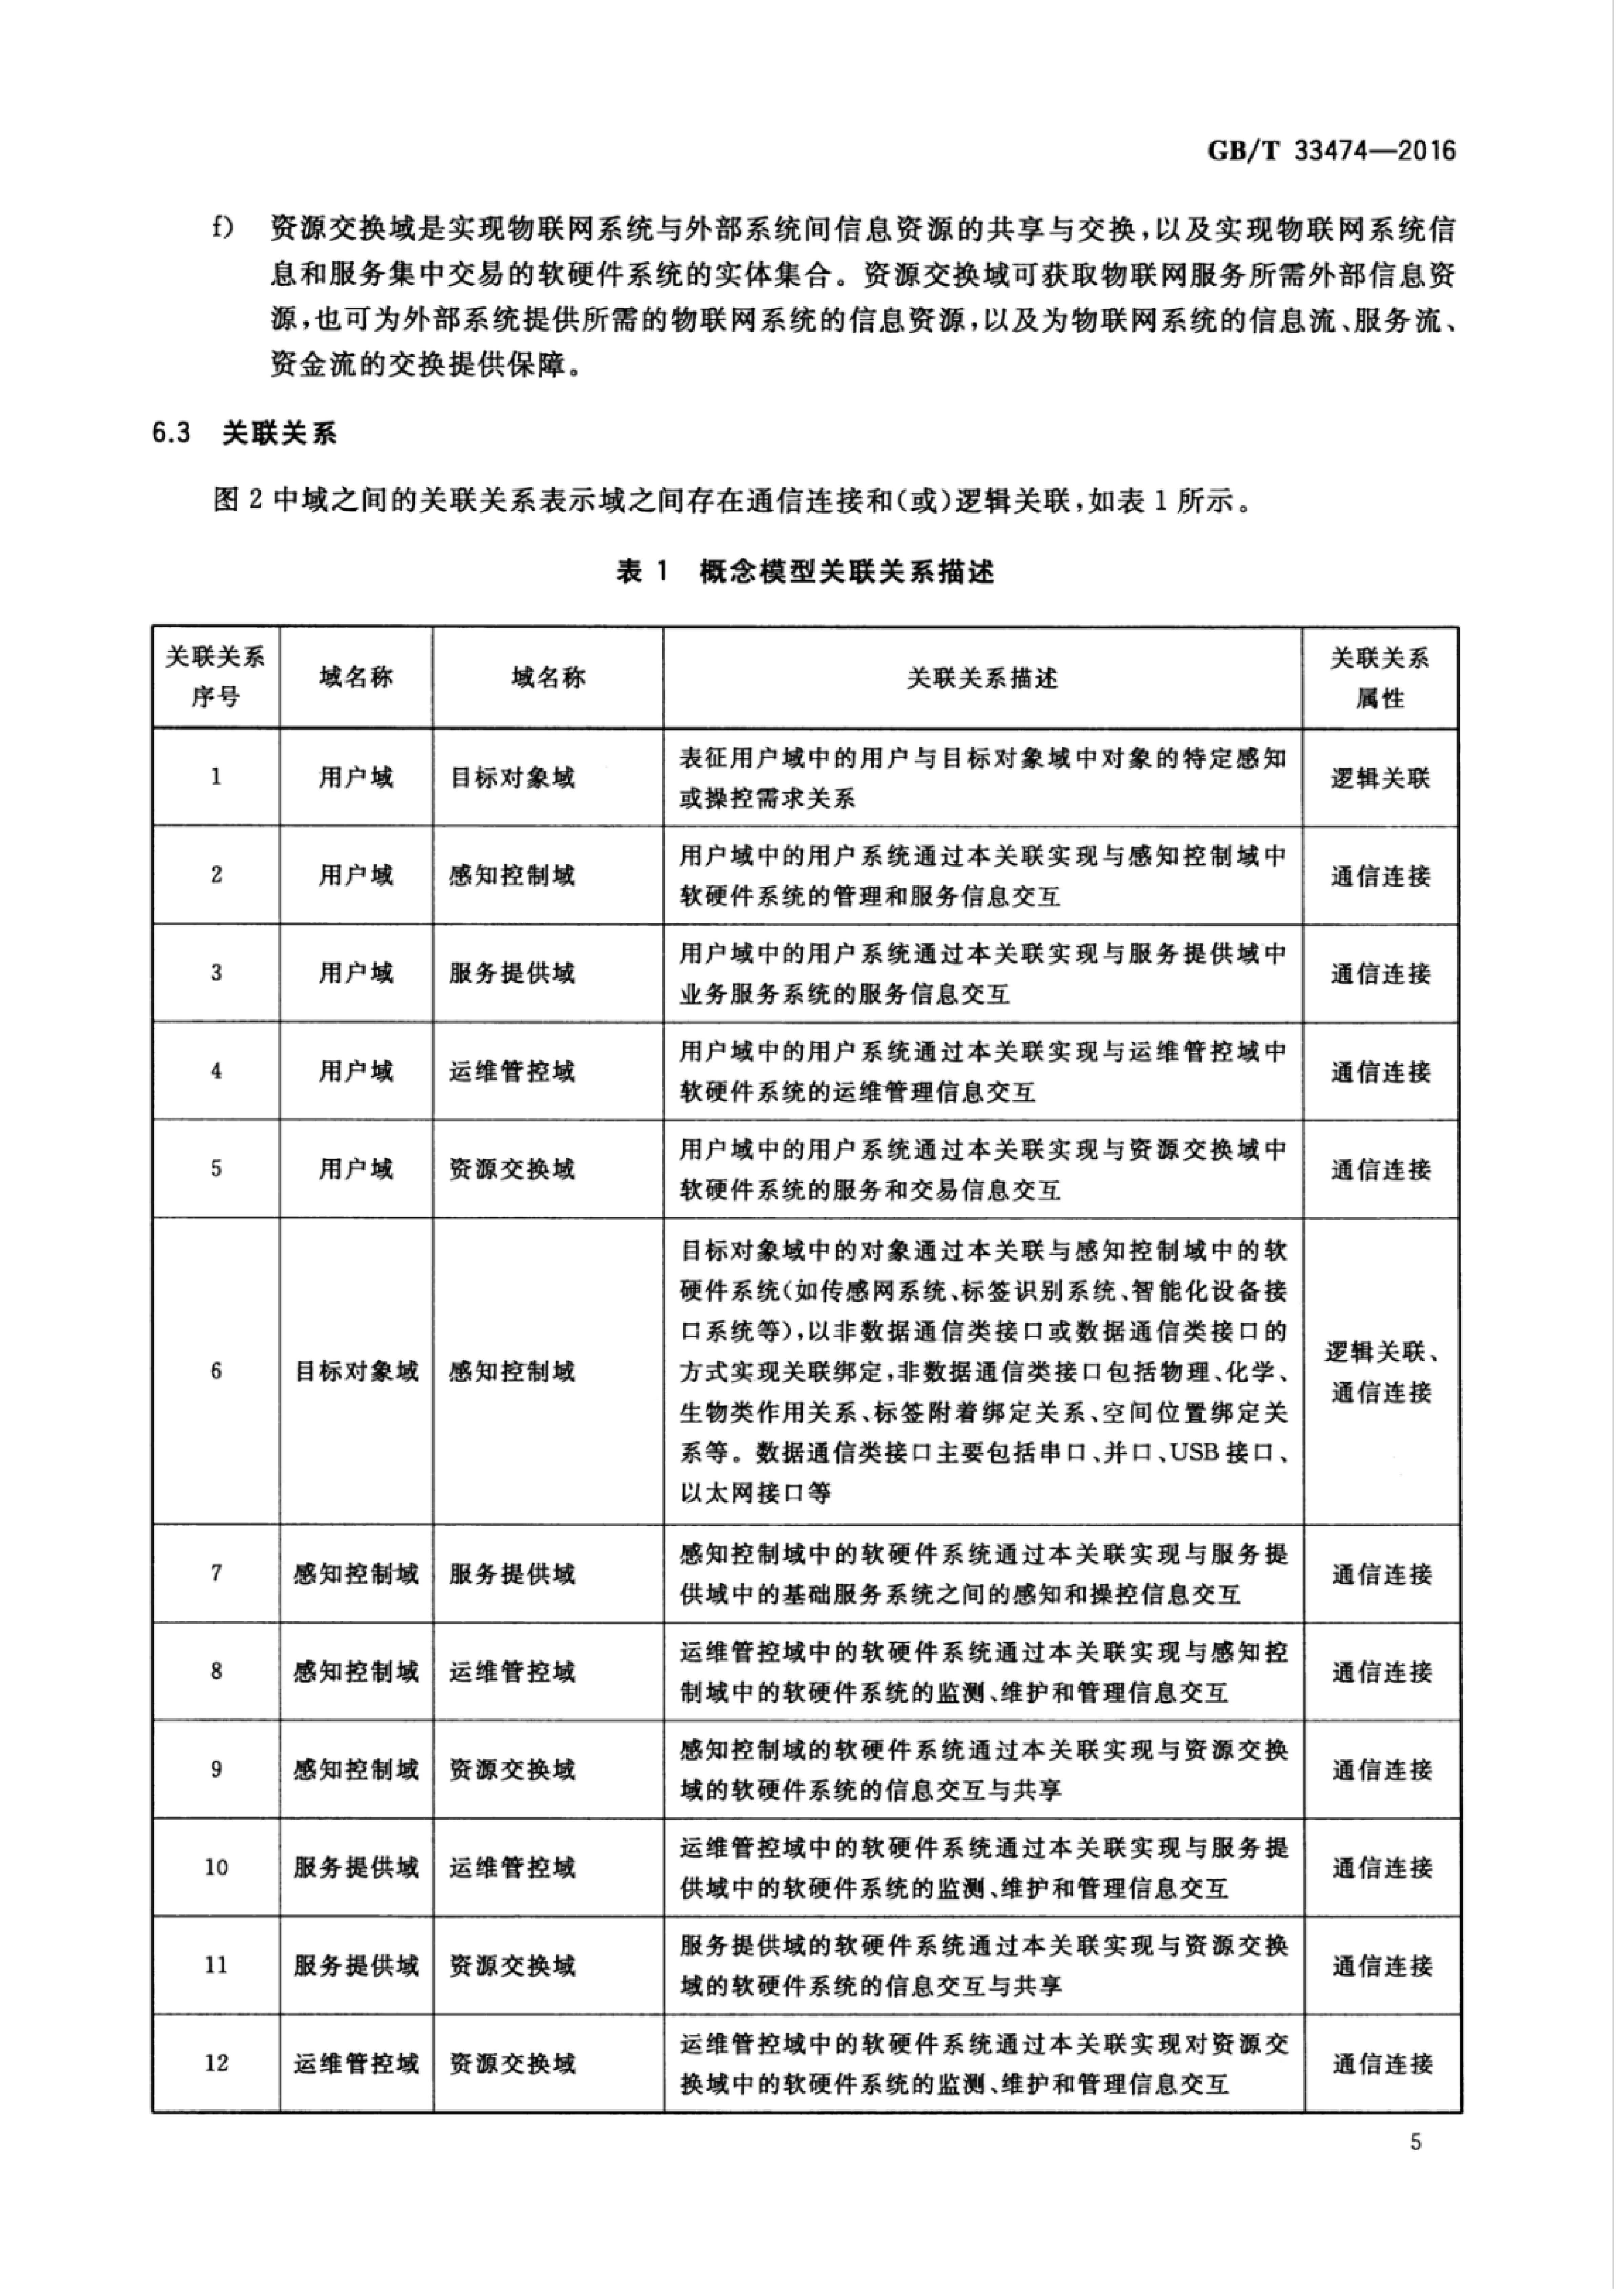 GB/T 33474—2016
f) 资源交换域是实现物联网系统与外部系统间信息资源的共享与交换,以及实现物联网系统信
息和服务集中交易的软硬件系统的实体集合。资源交换域可获取物联网服务所需外部信息资
源,也可为外部系统提供所需的物联网系统的信息资源,以及为物联网系统的信息流、服务流、
资金流的交换提供保障。
6.3 关联关系
图 2 中域之间的关联关系表示域之间存在通信连接和(或)逻辑关联,如表 1 所示。
表 1 概念模型关联关系描述
关联关系
序号
域名称
域名称
关联关系描述
关联关系
属性
1
用户域
目标对象域
表征用户域中的用户与目标对象域中对象的特定感知
或操控需求关系
逻辑关联
2
用户域
感知控制域
用户域中的用户系统通过本关联实现与感知控制域中
软硬件系统的管理和服务信息交互
通信连接
3
用户域
服务提供域
用户域中的用户系统通过本关联实现与服务提供域中
业务服务系统的服务信息交互
通信连接
4
用户域
运维管控域
用户域中的用户系统通过本关联实现与运维管控域中
软硬件系统的运维管理信息交互
通信连接
5
用户域
资源交换域
用户域中的用户系统通过本关联实现与资源交换域中
软硬件系统的服务和交易信息交互
通信连接
6
目标对象域
感知控制域
目标对象域中的对象通过本关联与感知控制域中的软
硬件系统(如传感网系统、标签识别系统、智能化设备接
口系统等),以非数据通信类接口或数据通信类接口的
方式实现关联绑定,非数据通信类接口包括物理、化学、
生物类作用关系、标签附着绑定关系、空间位置绑定关
系等。数据通信类接口主要包括串口、并口、USB 接口、
以太网接口等
逻辑关联、
通信连接
7
感知控制域
服务提供域
感知控制域中的软硬件系统通过本关联实现与服务提
供域中的基础服务系统之间的感知和操控信息交互
通信连接
8
感知控制域
运维管控域
运维管控域中的软硬件系统通过本关联实现与感知控
制域中的软硬件系统的监测、维护和管理信息交互
通信连接
9
感知控制域
资源交换域
感知控制域的软硬件系统通过本关联实现与资源交换
域的软硬件系统的信息交互与共享
通信连接
10
服务提供域
运维管控域
运维管控域中的软硬件系统通过本关联实现与服务提
供域中的软硬件系统的监测、维护和管理信息交互
通信连接
11
服务提供域
资源交换域
服务提供域的软硬件系统通过本关联实现与资源交换
域的软硬件系统的信息交互与共享
通信连接
12
运维管控域
资源交换域
运维管控域中的软硬件系统通过本关联实现对资源交
换域中的软硬件系统的监测、维护和管理信息交互
通信连接
5